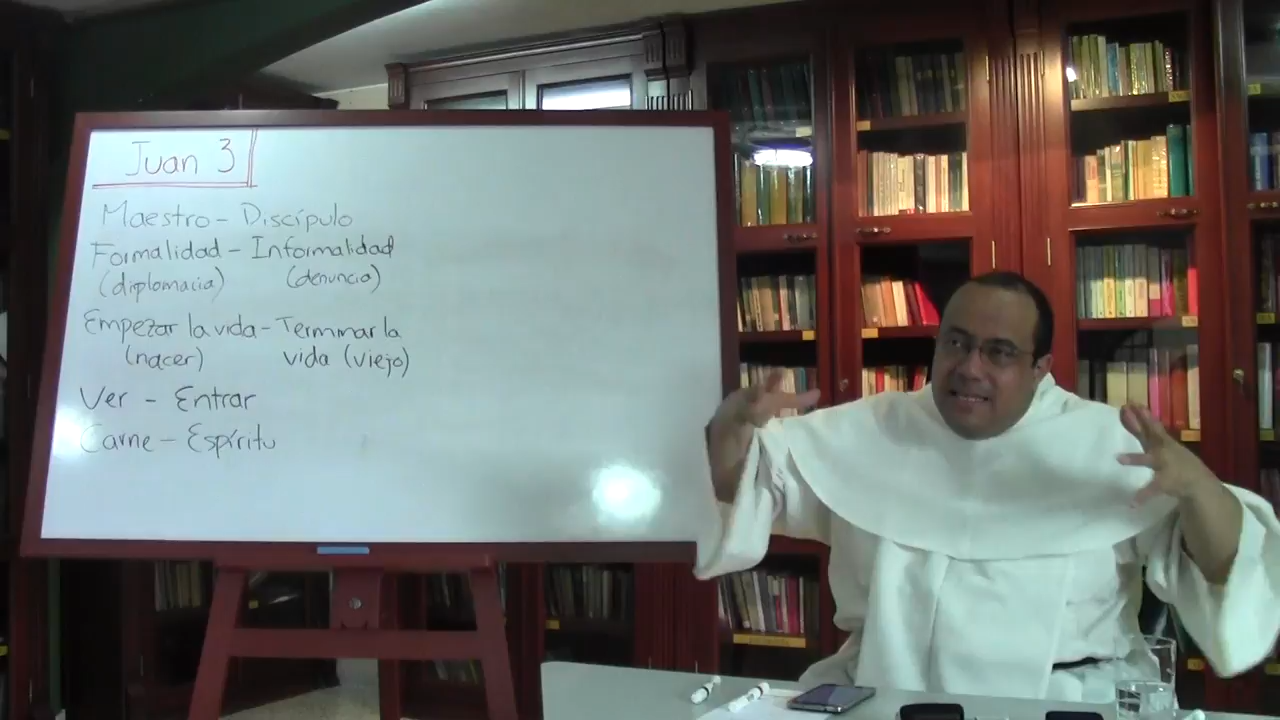 Juan 3
Maestro - Discípulo
Formalidad - Informalidad
(diplomacia) (denuncia)
Empezar la vida - Terminar la
(nacer) vida (viejo)
Ver - Entrar
Carne - Espíritu